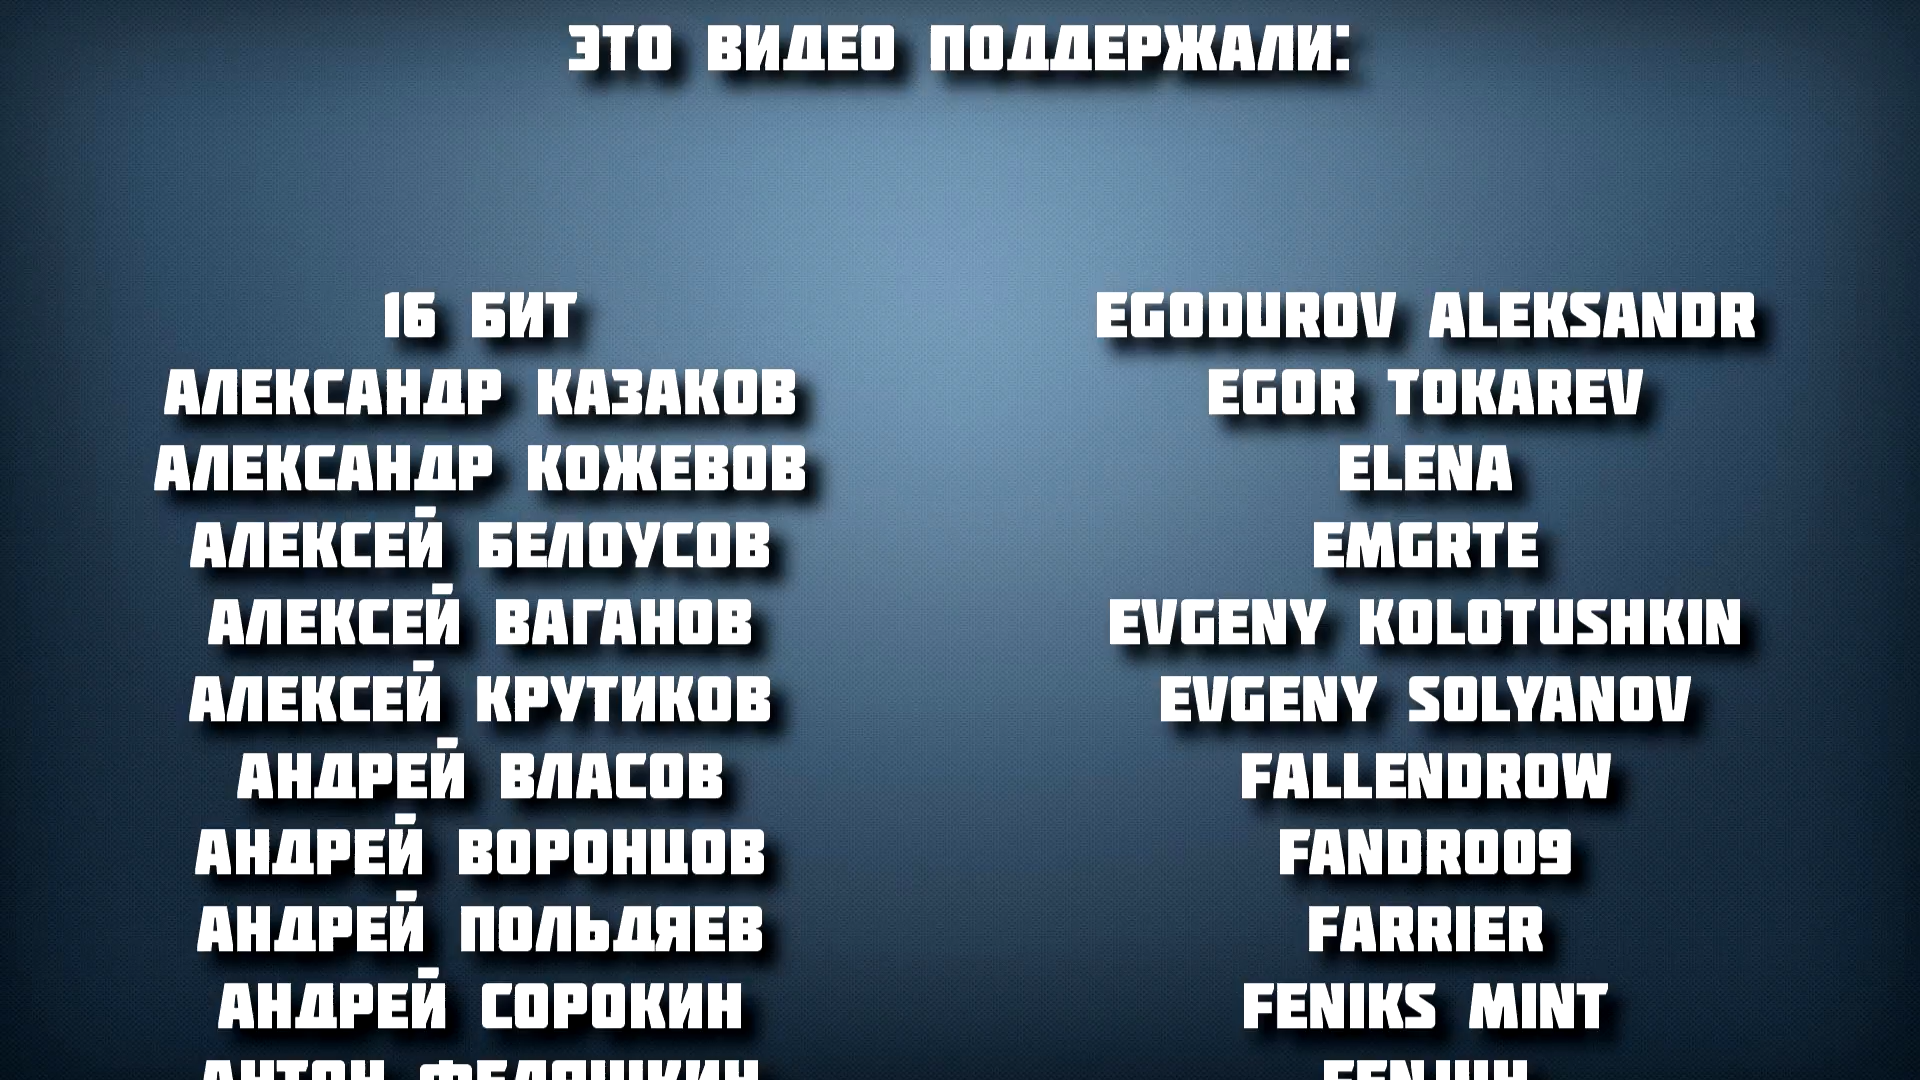 ЭТО ВИДЕО ПОДДЕРЖАЛИ:
16 БИТ
АЛЕКСАНДР КАЗАКОВ
АЛЕКСАНДР КОЖЕВОВ
АЛЕКСЕЙ БЕЛОУСОВ
АЛЕКСЕЙ ВАГАНОВ
АЛЕКСЕЙ КРУТИКОВ
АНДРЕЙ ВЛАСОВ
АНДРЕЙ ВОРОНЦОВ
АНДРЕЙ ПОЛЬДЯЕВ
АНДРЕЙ СОРОКИН
АНТОН
EGODUROV ALEKSANDR
EGOR TOKAREV
ELENA
EMGRTE
EVGENY KOLOTUSHKIN
EVGENY SOLYANOV
FALLENDROW
FANDR009
FARRIER
FENIKS MINT